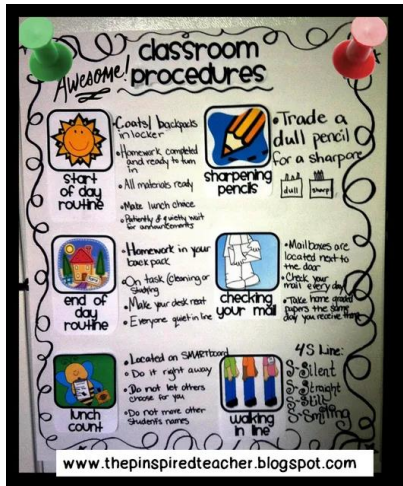 Awesome!
classroom
procedures
start
of day
routine
• Coats/backpacks
in locker
• Homework completed
and ready to turn
in
• All materials ready
• Make lunch choice
• Patiently & quietly wait
for announcements
sharpening
pencils
• Trade a
dull pencil
for a sharp one
dull
sharp
end of
day
routine
• Homework in your
back pack
• On task (cleaning or
studying)
• Make your desk neat
• Everyone quiet in line
checking
your mail
• Mailboxes are
located next to
the door
• Check your
mail every day!
• Take home graded
papers the same
day you receive them
lunch
count
• Located on SMARTboard
• Do it right away
• Do not let others
choose for you
• Do not move other
student's names
walking
in line
4S Line:
S-Silent
S-Straight
S-Still
S-Smiling
www.thepinspiredteacher.blogspot.com